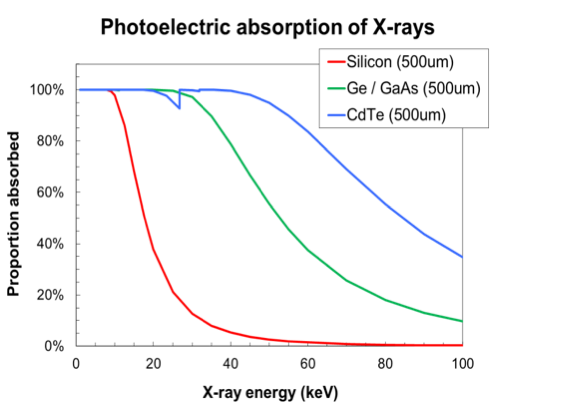 Photoelectric absorption of X-rays
Silicon (500um)
Ge / GaAs (500um)
CdTe (500um)
100%
80%
60%
40%
20%
0%
Proportion absorbed
0 20 40 60 80 100
X-ray energy (keV)